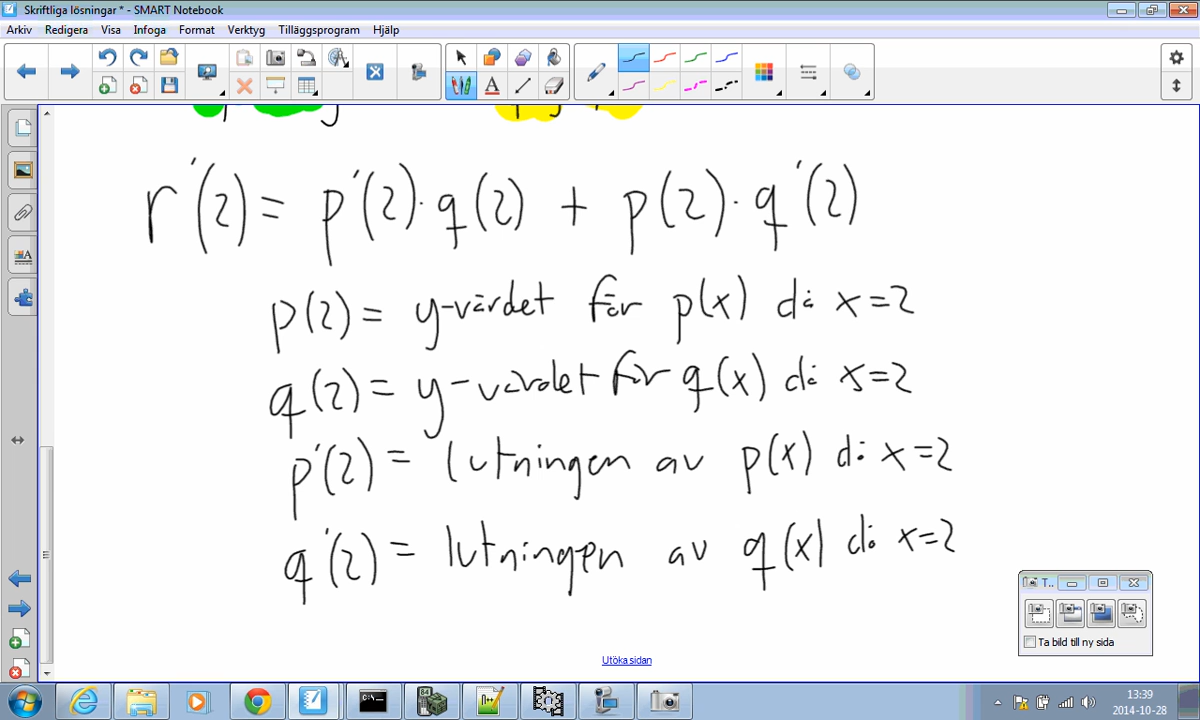 Skriftliga lösningar * - SMART Notebook
Arkiv Redigera Visa Infoga Format Verktyg Tilläggsprogram Hjälp
r'(2) = p'(2)·q(2) + p(2)·q'(2)
p(2) = y-värdet för p(x) då x=2
q(2) = y-värdet för q(x) då x=2
p'(2) = lutningen av p(x) då x=2
q'(2) = lutningen av q(x) då x=2
T..
Ta bild till ny sida
Utöka sidan
13:39
2014-10-28